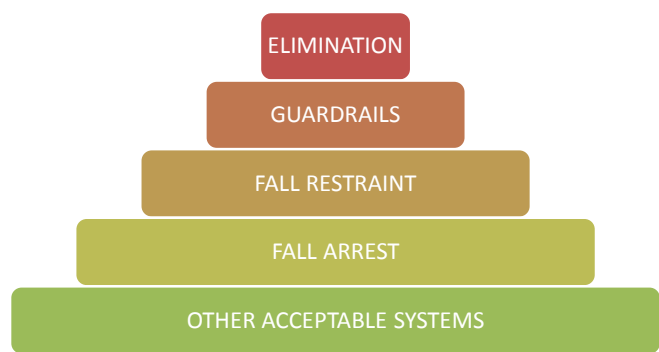 ELIMINATION
GUARDRAILS
FALL RESTRAINT
FALL ARREST
OTHER ACCEPTABLE SYSTEMS